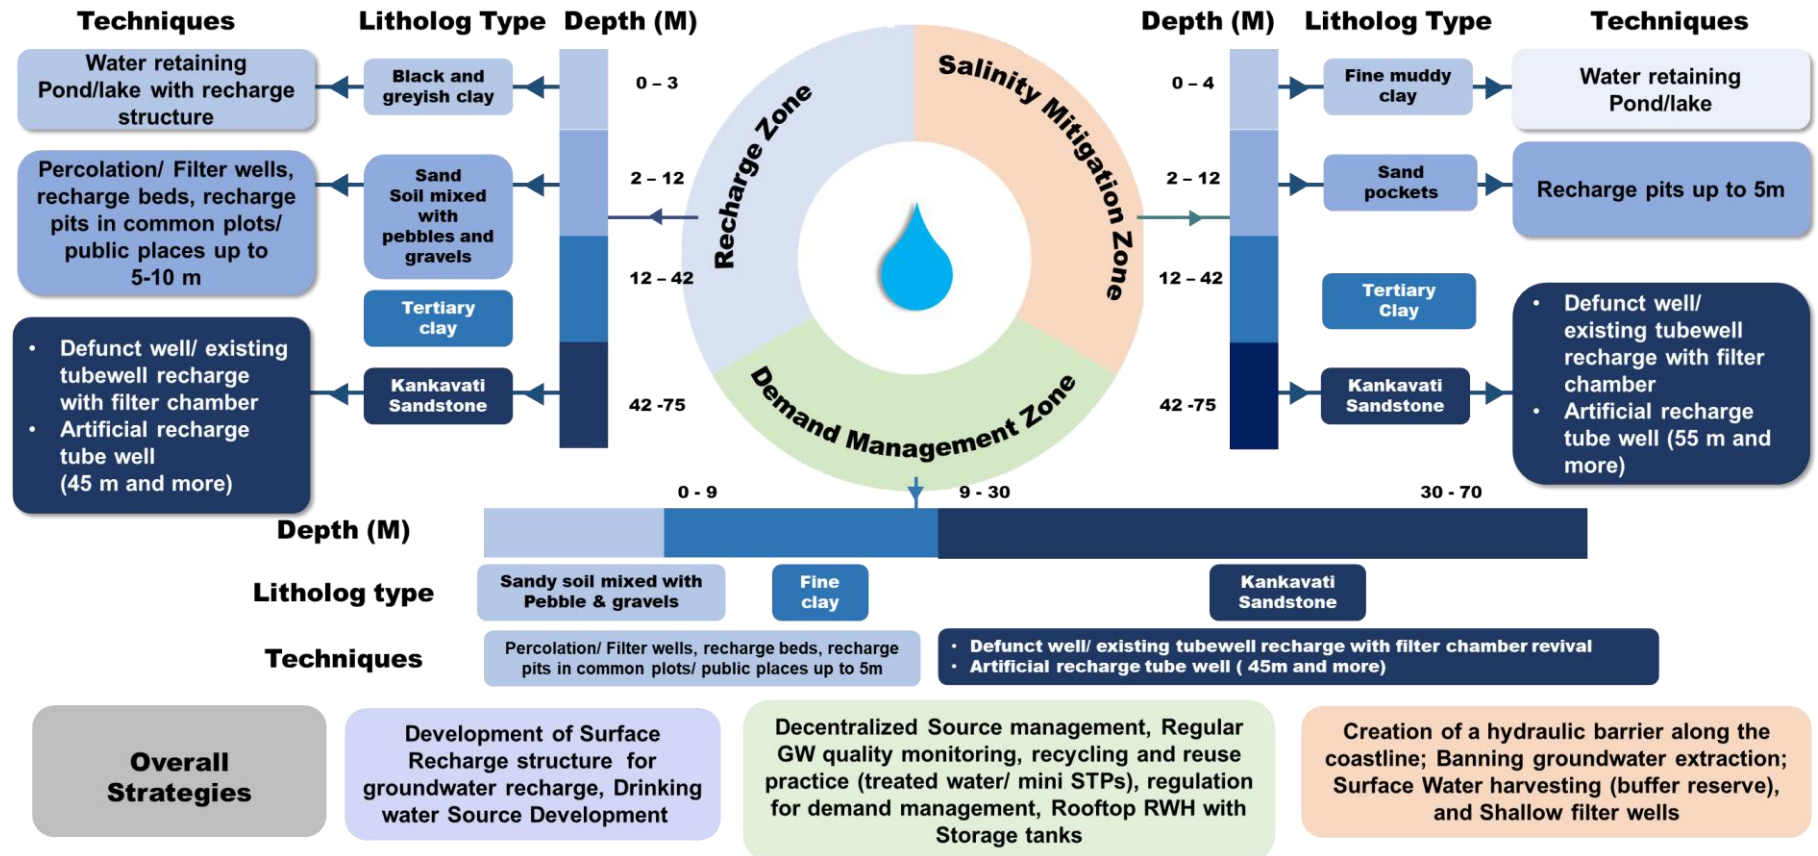 Techniques
Litholog Type
Depth (M)
Water retaining
Pond/lake with recharge
structure
Black and
greyish clay
0 – 3
Percolation/ Filter wells,
recharge beds, recharge
pits in common plots/
public places up to
5-10 m
Sand
Soil mixed
with
pebbles and
gravels
2 – 12
Tertiary
clay
12 – 42
• Defunct well/ existing
tubewell recharge
with filter chamber
• Artificial recharge
tube well
(45 m and more)
Kankavati
Sandstone
42 -75
Recharge Zone
Salinity Mitigation Zone
Demand Management Zone
Depth (M)
Litholog Type
Techniques
0 – 4
Fine muddy
clay
Water retaining
Pond/lake
2 – 12
Sand
pockets
Recharge pits up to 5m
12 – 42
Tertiary
Clay
42 -75
Kankavati
Sandstone
• Defunct well/
existing tubewell
recharge with filter
chamber
• Artificial recharge
tube well (55 m and
more)
0 - 9
9 - 30
30 - 70
Depth (M)
Litholog type
Sandy soil mixed with
Pebble & gravels
Fine
clay
Kankavati
Sandstone
Techniques
Percolation/ Filter wells, recharge beds, recharge
pits in common plots/ public places up to 5m
• Defunct well/ existing tubewell recharge with filter chamber revival
• Artificial recharge tube well ( 45m and more)
Overall
Strategies
Development of Surface
Recharge structure for
groundwater recharge, Drinking
water Source Development
Decentralized Source management, Regular
GW quality monitoring, recycling and reuse
practice (treated water/ mini STPs), regulation
for demand management, Rooftop RWH with
Storage tanks
Creation of a hydraulic barrier along the
coastline; Banning groundwater extraction;
Surface Water harvesting (buffer reserve),
and Shallow filter wells